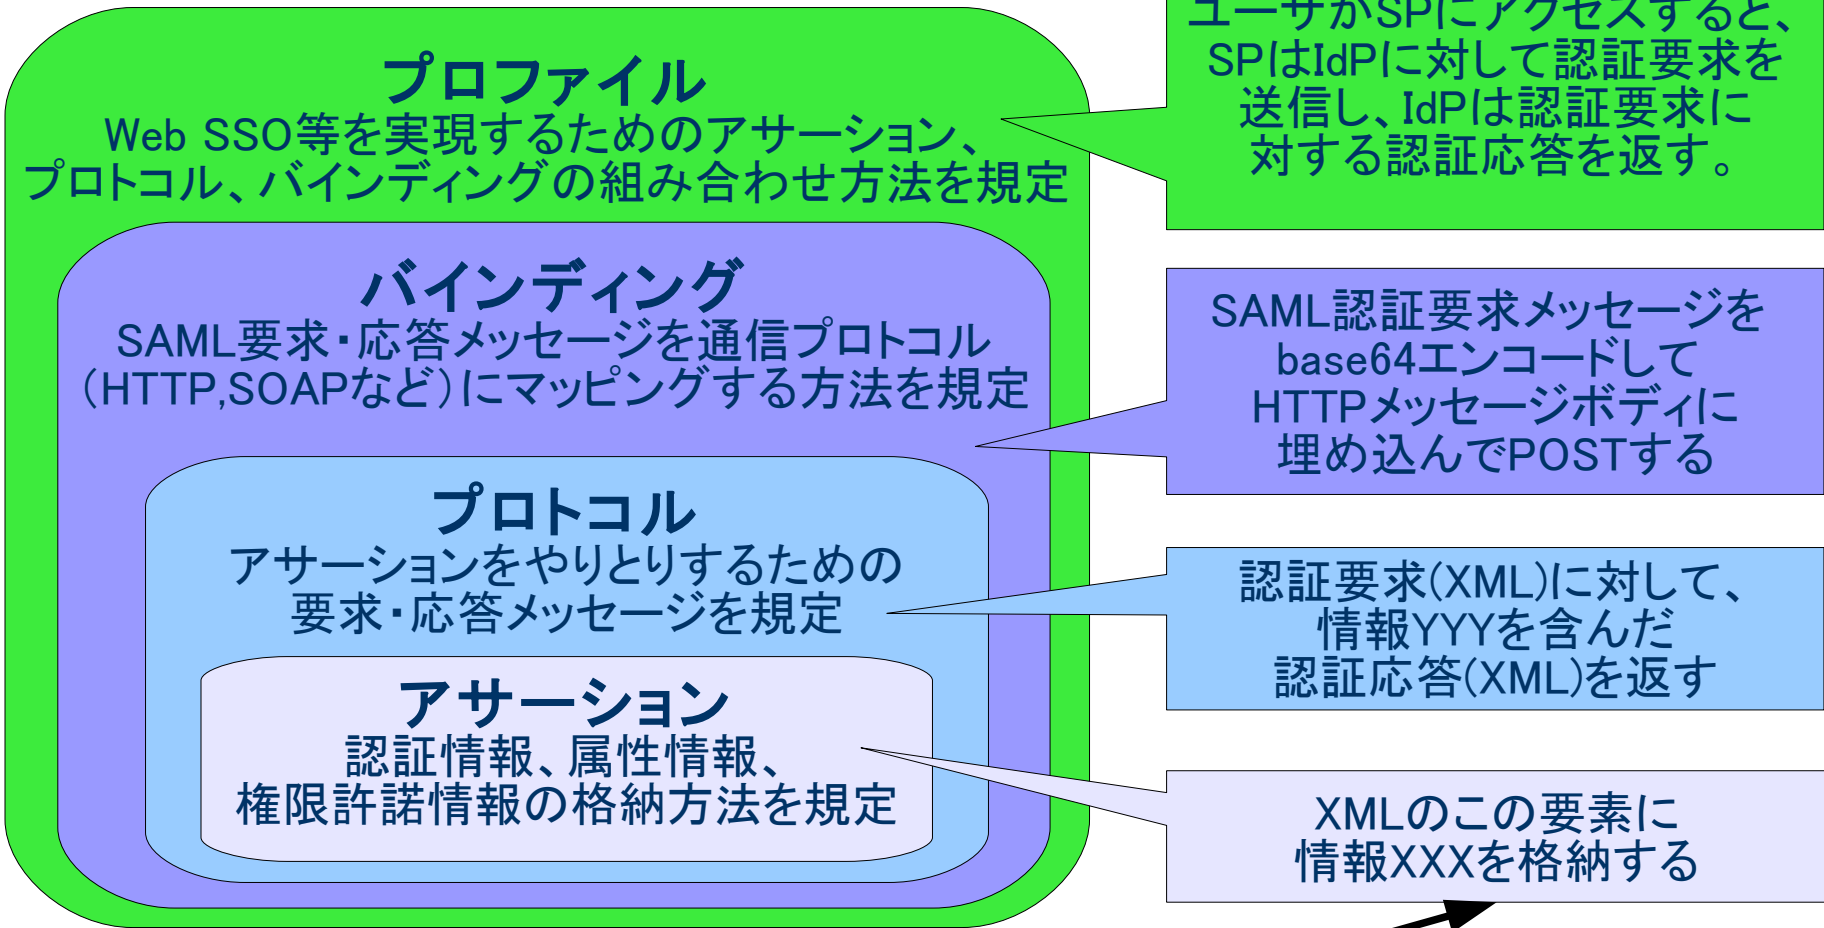 プロファイル
Web SSO等を実現するためのアサーション、
プロトコル、バインディングの組み合わせ方法を規定
バインディング
SAML要求・応答メッセージを通信プロトコル
（HTTP,SOAPなど）にマッピングする方法を規定
プロトコル
アサーションをやりとりするための
要求・応答メッセージを規定
アサーション
認証情報、属性情報、
権限許諾情報の格納方法を規定
ユーザがSPにアクセスすると、
SPはIdPに対して認証要求を
送信し、IdPは認証要求に
対する認証応答を返す。
SAML認証要求メッセージを
base64エンコードして
HTTPメッセージボディに
埋め込んでPOSTする
認証要求(XML)に対して、
情報YYYを含んだ
認証応答(XML)を返す
XMLのこの要素に
情報XXXを格納する